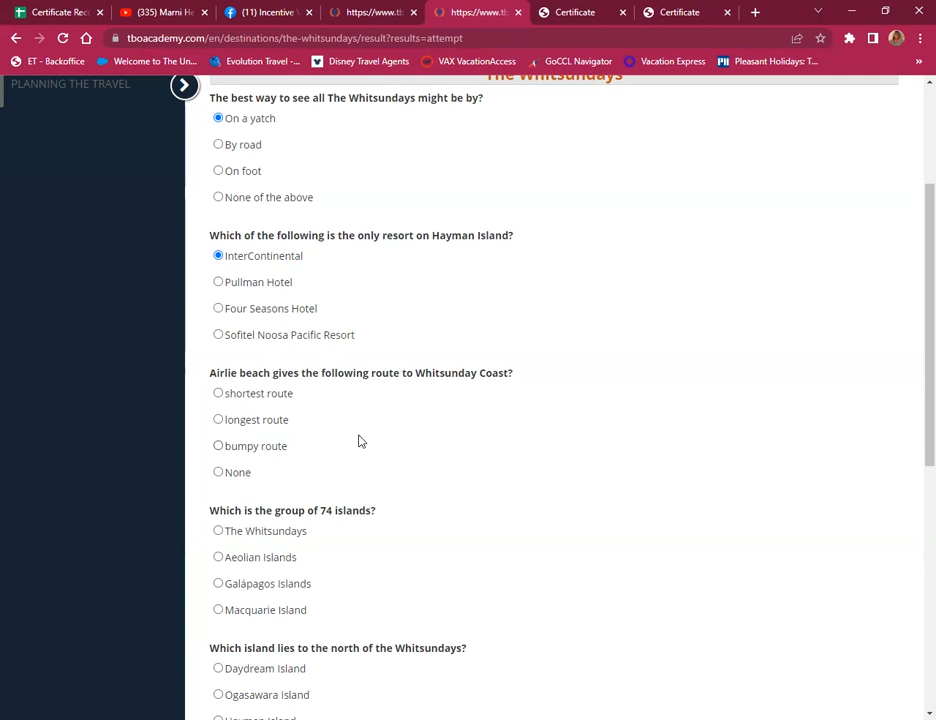 Certificate Rec
(335) Marni He
(11) Incentive
https://www.tb
https://www.tb
Certificate
Certificate
tboacademy.com/en/destinations/the-whitsundays/result?results=attempt
ET - Backoffice
Welcome to The Un...
Evolution Travel -...
Disney Travel Agents
VAX VacationAccess
GoCCL Navigator
Vacation Express
Pleasant Holidays: T...
»
PLANNING THE TRAVEL
The Whitsundays
The best way to see all The Whitsundays might be by?
On a yatch
By road
On foot
None of the above
Which of the following is the only resort on Hayman Island?
InterContinental
Pullman Hotel
Four Seasons Hotel
Sofitel Noosa Pacific Resort
Airlie beach gives the following route to Whitsunday Coast?
shortest route
longest route
bumpy route
None
Which is the group of 74 islands?
The Whitsundays
Aeolian Islands
Galápagos Islands
Macquarie Island
Which island lies to the north of the Whitsundays?
Daydream Island
Ogasawara Island
Hayman Island